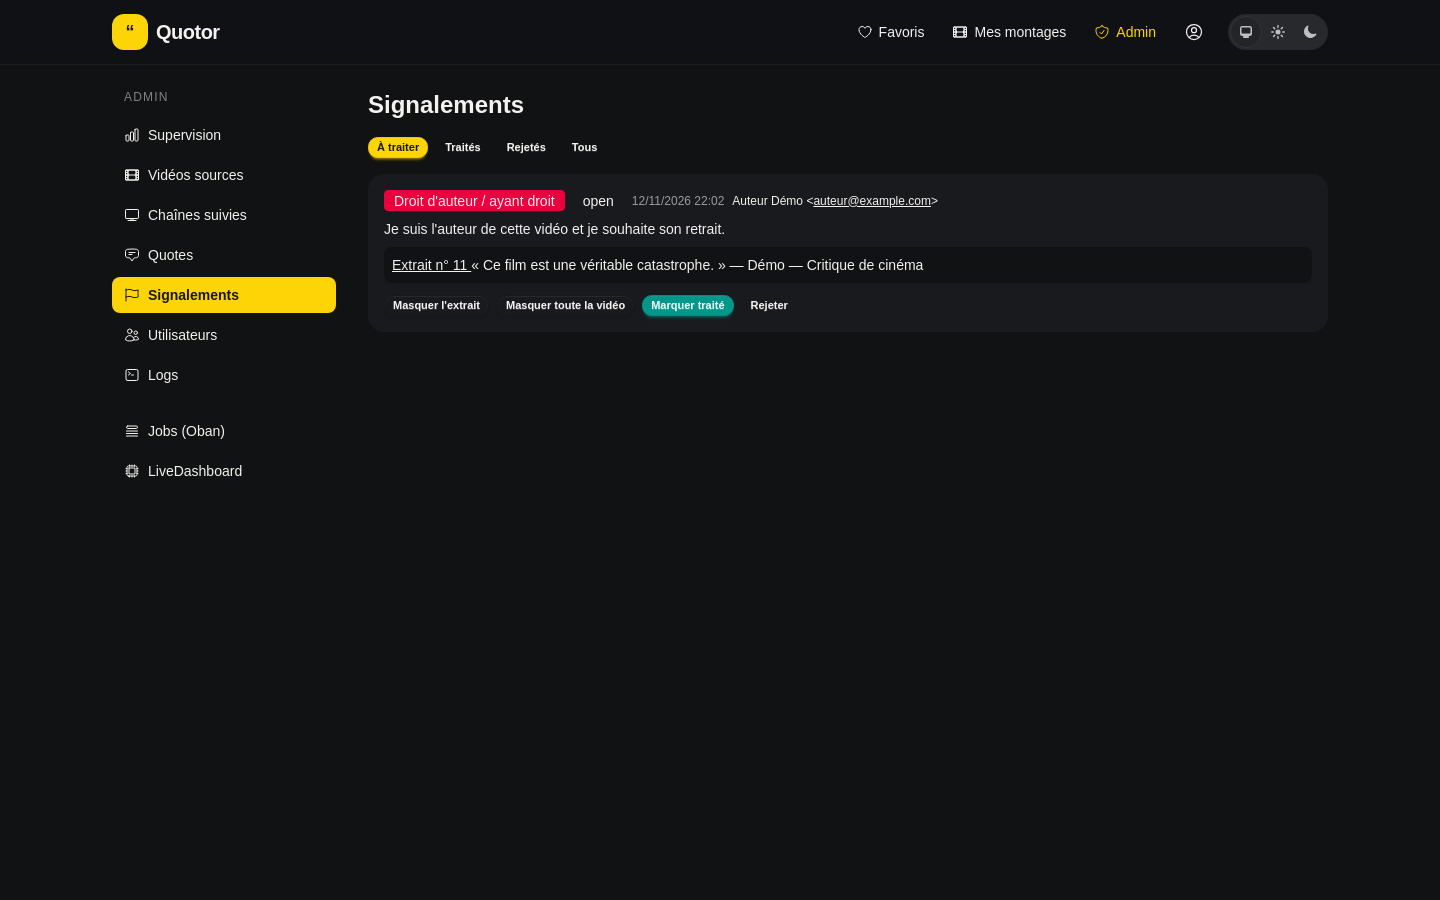 “ Quotor
Favoris
Mes montages
Admin
ADMIN
Supervision
Vidéos sources
Chaînes suivies
Quotes
Signalements
Utilisateurs
Logs
Jobs (Oban)
LiveDashboard
Signalements
À traiter Traités Rejetés Tous
Droit d'auteur / ayant droit open 12/11/2026 22:02 Auteur Démo <auteur@example.com>
Je suis l'auteur de cette vidéo et je souhaite son retrait.
Extrait n° 11 « Ce film est une véritable catastrophe. » — Démo — Critique de cinéma
Masquer l'extrait Masquer toute la vidéo Marquer traité Rejeter